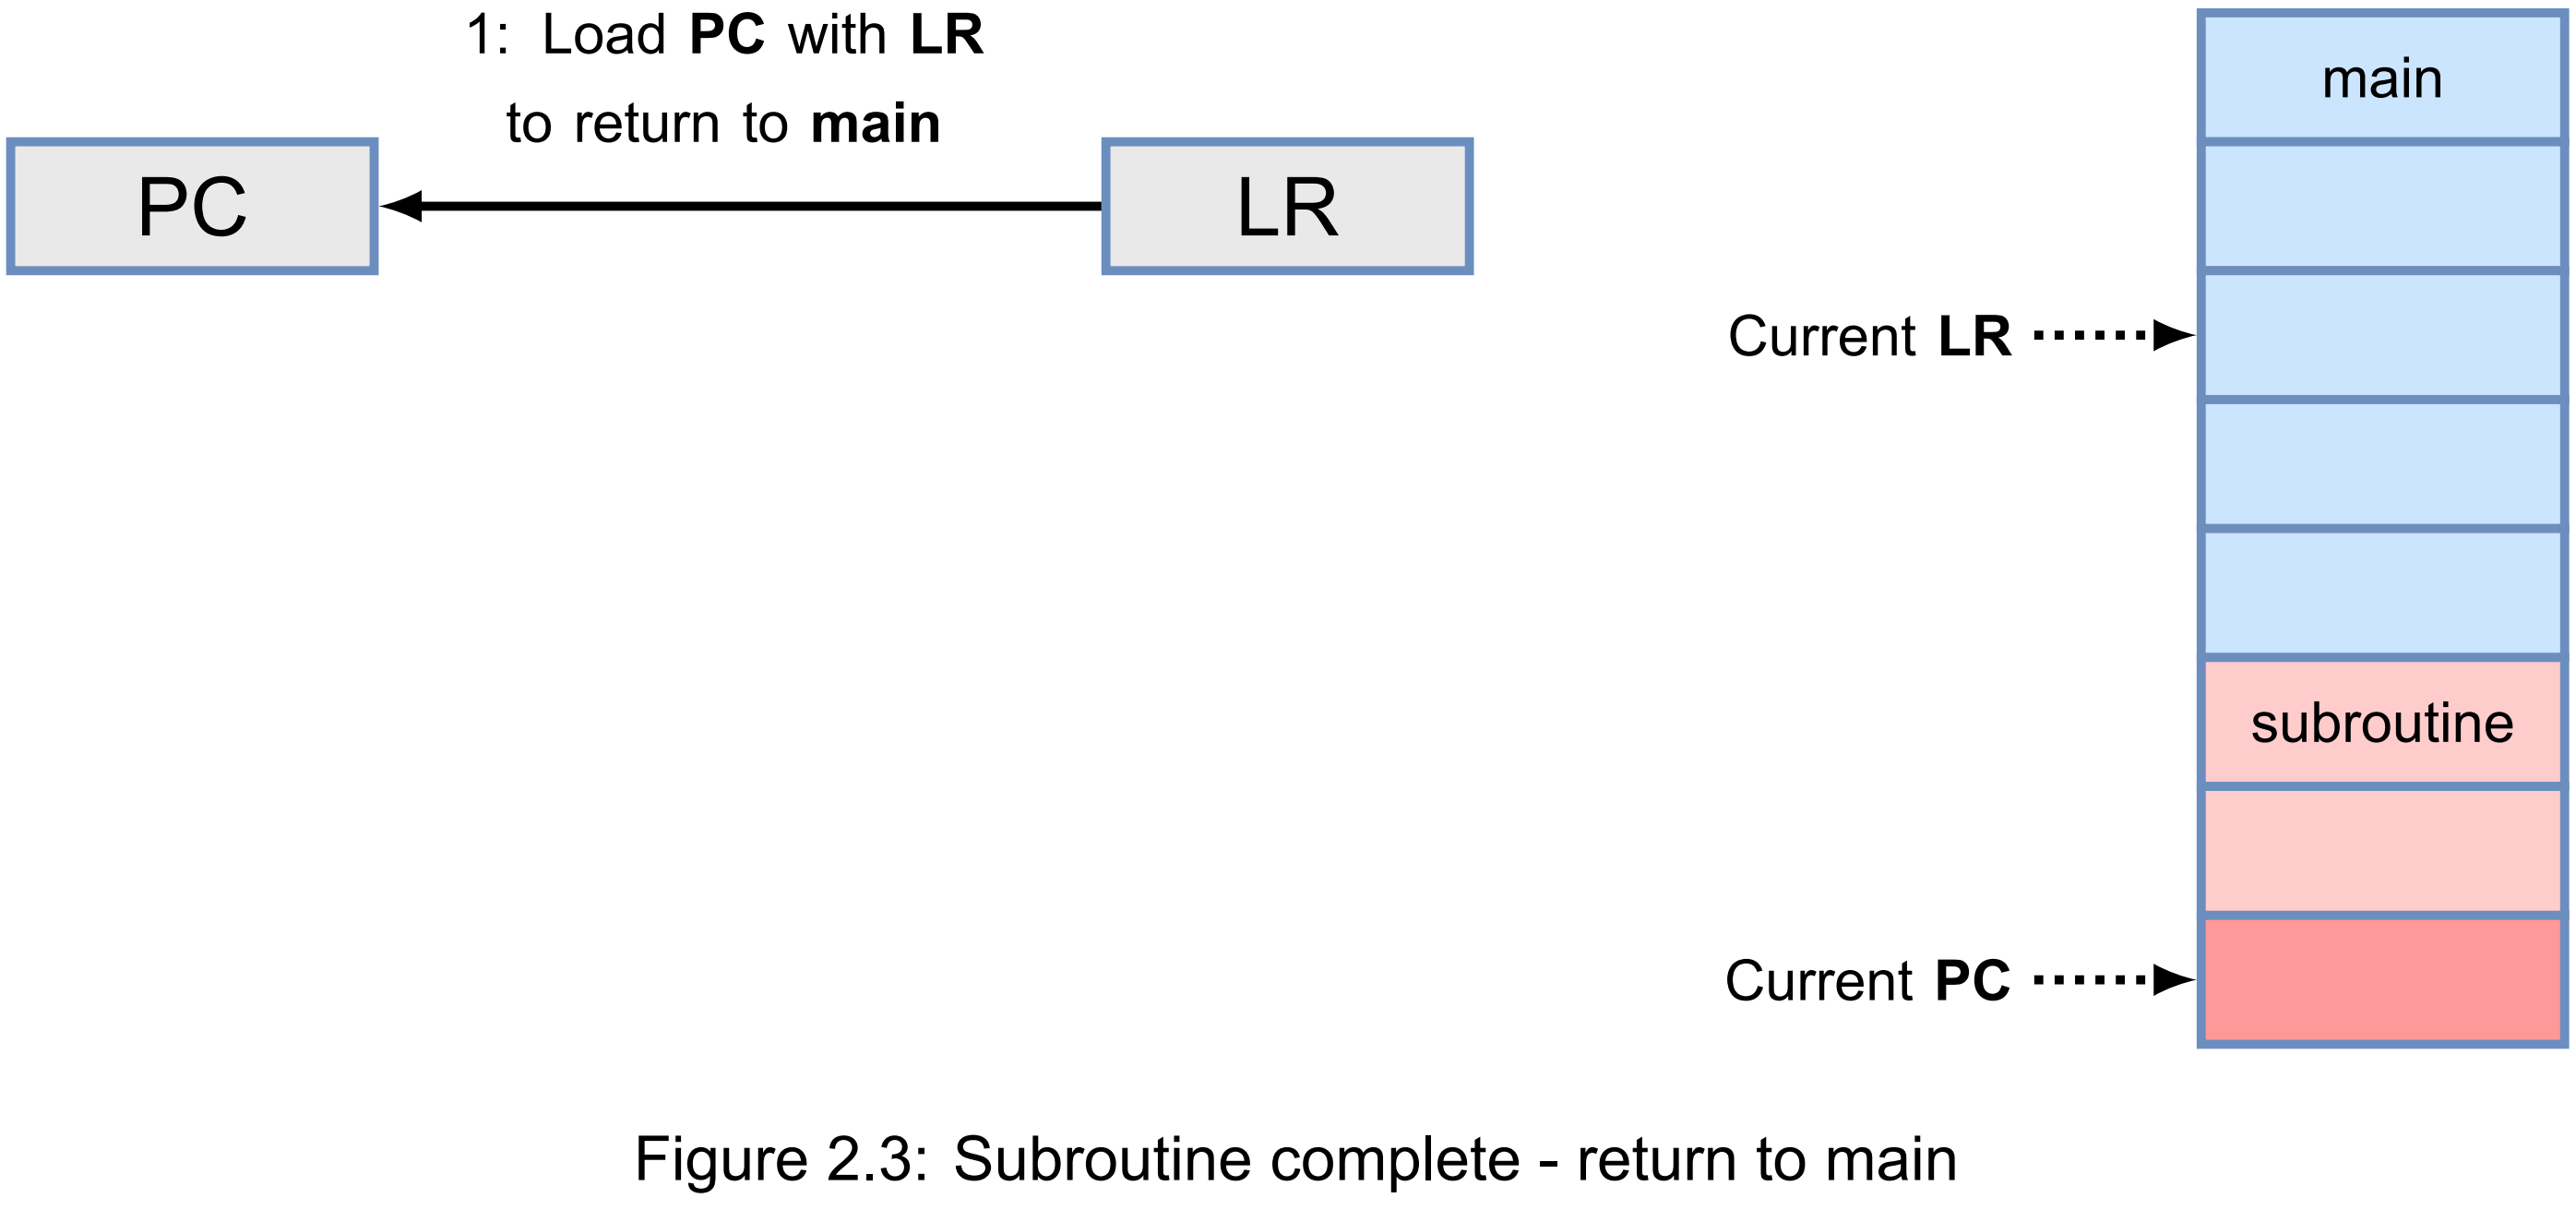 1: Load PC with LR
to return to main
PC
LR
main
Current LR
subroutine
Current PC
Figure 2.3: Subroutine complete - return to main